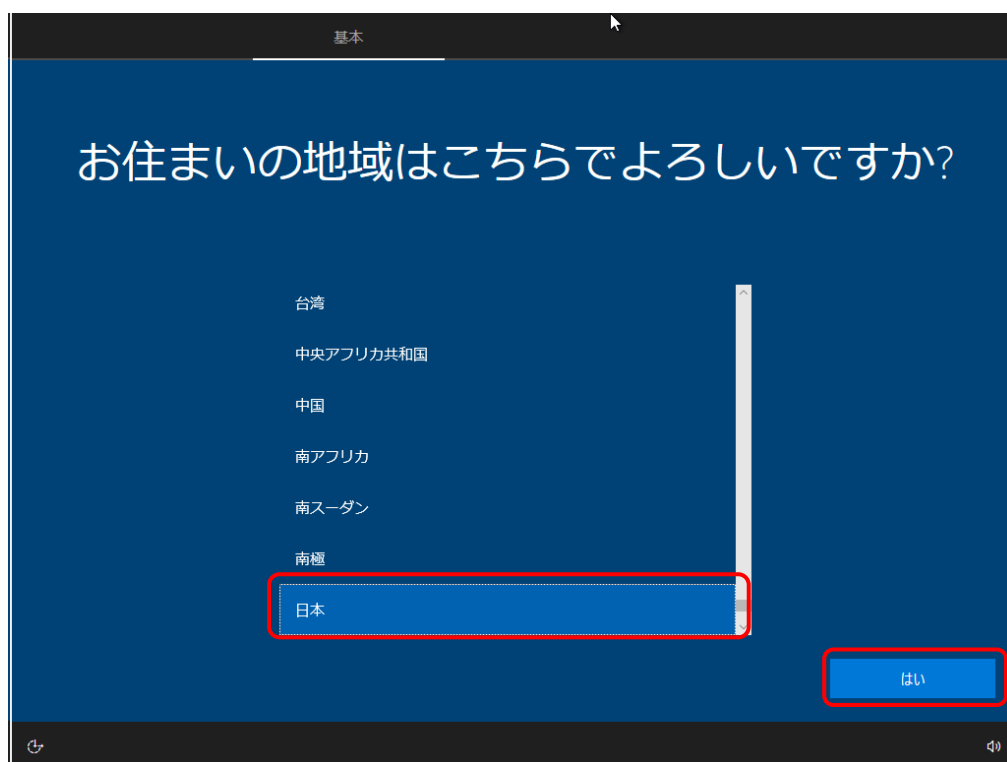 基本
お住まいの地域はこちらでよろしいですか?
台湾
中央アフリカ共和国
中国
南アフリカ
南スーダン
南極
日本
はい